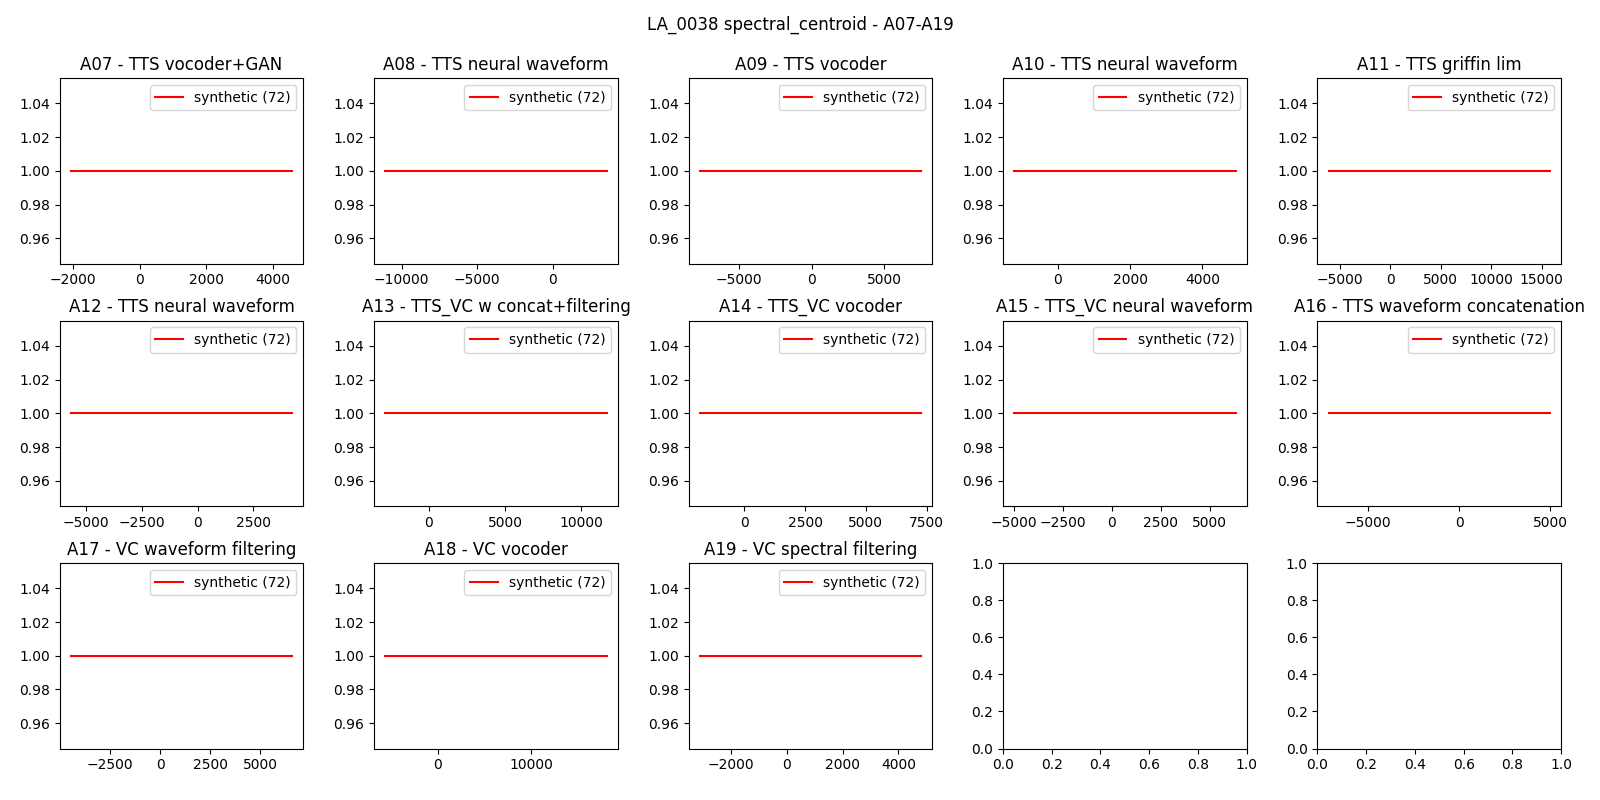 LA_0038 spectral_centroid - A07-A19
A07 - TTS vocoder+GAN
A08 - TTS neural waveform
A09 - TTS vocoder
A10 - TTS neural waveform
A11 - TTS griffin lim
synthetic (72)
synthetic (72)
synthetic (72)
synthetic (72)
synthetic (72)
1.04 1.02 1.00 0.98 0.96
1.04 1.02 1.00 0.98 0.96
1.04 1.02 1.00 0.98 0.96
1.04 1.02 1.00 0.98 0.96
1.04 1.02 1.00 0.98 0.96
−2000 0 2000 4000
−10000 −5000 0
−5000 0 5000
0 2000 4000
−5000 0 5000 10000 15000
A12 - TTS neural waveform
A13 - TTS_VC w concat+filtering
A14 - TTS_VC vocoder
A15 - TTS_VC neural waveform
A16 - TTS waveform concatenation
synthetic (72)
synthetic (72)
synthetic (72)
synthetic (72)
synthetic (72)
1.04 1.02 1.00 0.98 0.96
1.04 1.02 1.00 0.98 0.96
1.04 1.02 1.00 0.98 0.96
1.04 1.02 1.00 0.98 0.96
1.04 1.02 1.00 0.98 0.96
−5000 −2500 0 2500
0 5000 10000
0 2500 5000 7500
−5000 −2500 0 2500 5000
−5000 0 5000
A17 - VC waveform filtering
A18 - VC vocoder
A19 - VC spectral filtering
synthetic (72)
synthetic (72)
synthetic (72)
1.04 1.02 1.00 0.98 0.96
1.04 1.02 1.00 0.98 0.96
1.04 1.02 1.00 0.98 0.96
1.0 0.8 0.6 0.4 0.2 0.0
1.0 0.8 0.6 0.4 0.2 0.0
−2500 0 2500 5000
0 10000
−2000 0 2000 4000
0.0 0.2 0.4 0.6 0.8 1.0
0.0 0.2 0.4 0.6 0.8 1.0